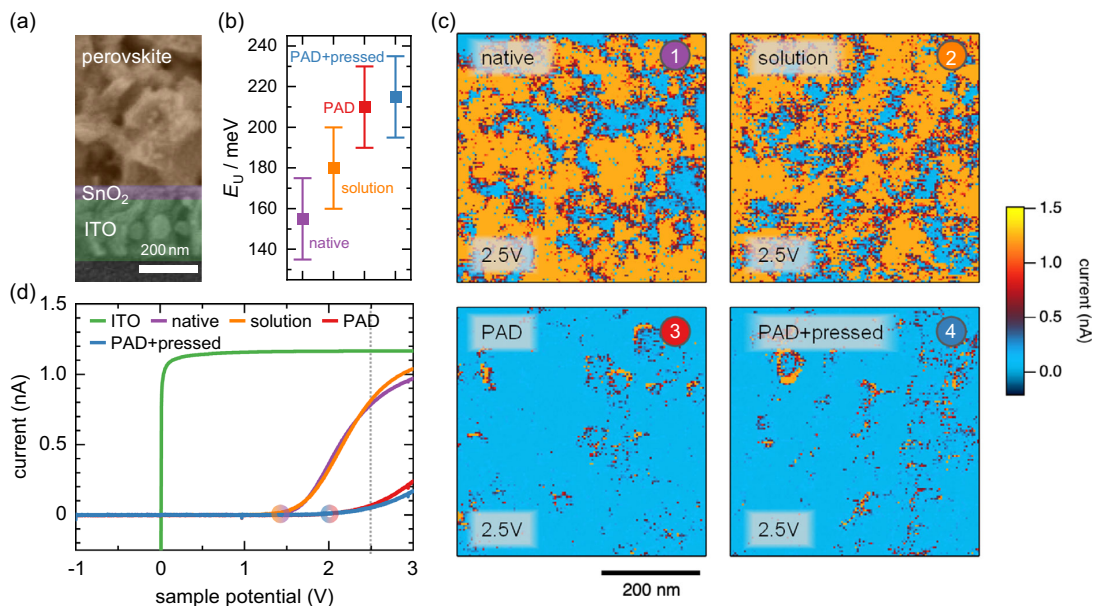 (a)
perovskite
SnO2
ITO
200 nm
(b)
240
220
200
180
160
140
EU / meV
PAD+pressed
PAD
solution
native
(c)
native
1
2.5V
solution
2
2.5V
PAD
3
2.5V
PAD+pressed
4
2.5V
200 nm
1.5
1.0
0.5
0.0
current (nA)
(d)
1.5
1.0
0.5
0
current (nA)
ITO native solution PAD
PAD+pressed
-1 0 1 2 3
sample potential (V)